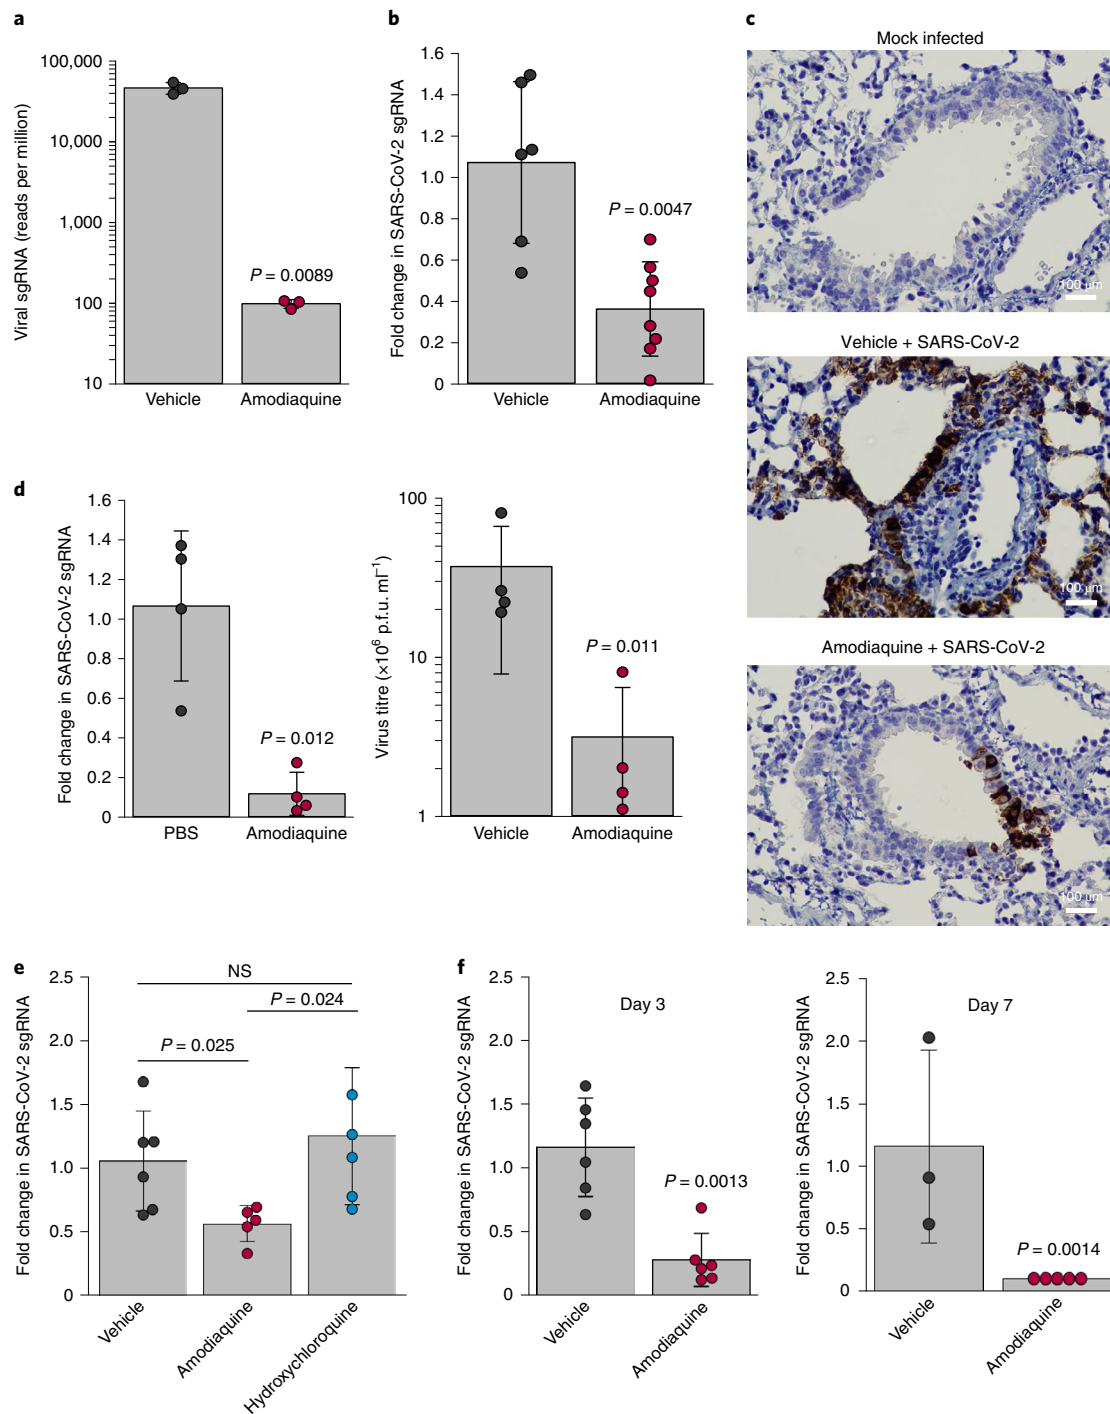 a
100,000
10,000
1,000
100
10
Viral sgRNA (reads per million)
P = 0.0089
Vehicle
Amodiaquine
b
1.6
1.4
1.2
1.0
0.8
0.6
0.4
0.2
0
Fold change in SARS-CoV-2 sgRNA
P = 0.0047
Vehicle
Amodiaquine
c
Mock infected
100 μm
Vehicle + SARS-CoV-2
100 μm
Amodiaquine + SARS-CoV-2
100 μm
d
1.6
1.4
1.2
1.0
0.8
0.6
0.4
0.2
0
Fold change in SARS-CoV-2 sgRNA
P = 0.012
PBS
Amodiaquine
100
10
1
Virus titre (×10⁶ p.f.u. ml⁻¹)
P = 0.011
Vehicle
Amodiaquine
e
2.5
2.0
1.5
1.0
0.5
0
Fold change in SARS-CoV-2 sgRNA
NS
P = 0.024
P = 0.025
Vehicle
Amodiaquine
Hydroxychloroquine
f
2.5
2.0
1.5
1.0
0.5
0
Fold change in SARS-CoV-2 sgRNA
Day 3
P = 0.0013
Vehicle
Amodiaquine
2.5
2.0
1.5
1.0
0.5
0
Fold change in SARS-CoV-2 sgRNA
Day 7
P = 0.0014
Vehicle
Amodiaquine